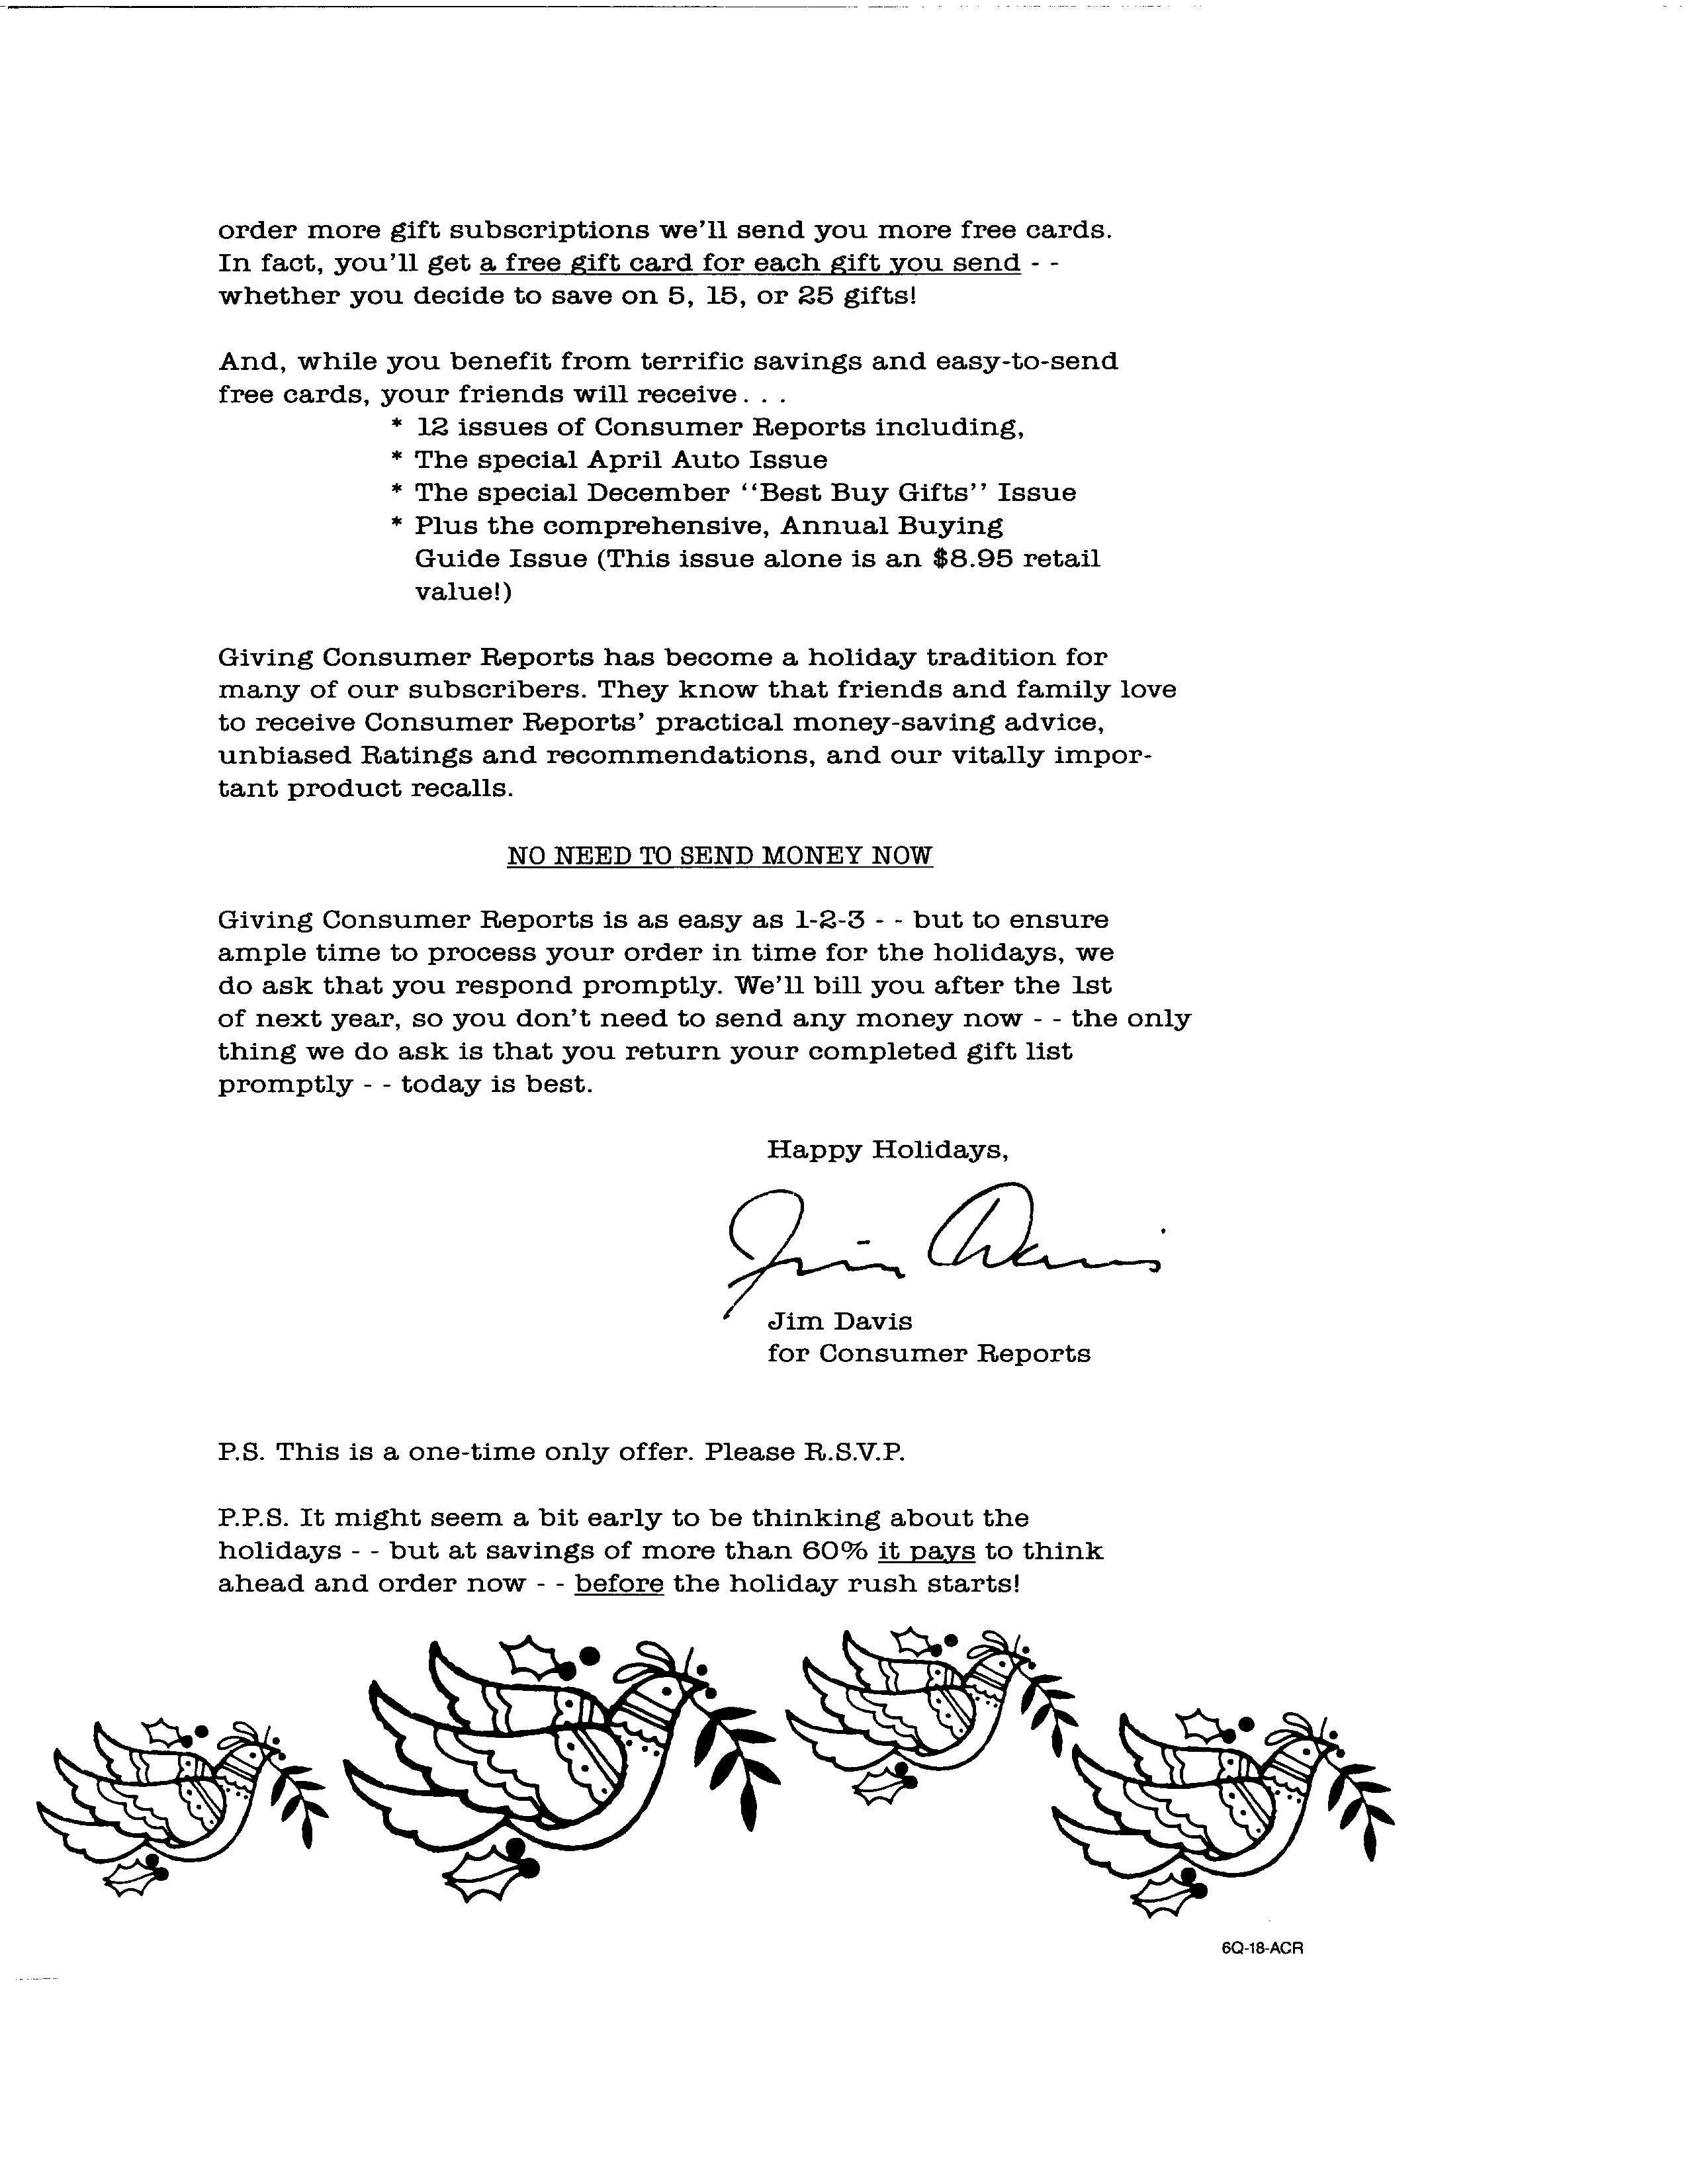 order more gift subscriptions we'll send you more free cards.
In fact, you'll get a free gift card for each gift you send - -
whether you decide to save on 5, 15, or 25 gifts!
And, while you benefit from terrific savings and easy-to-send
free cards, your friends will receive. . .
* 12 issues of Consumer Reports including,
* The special April Auto Issue
* The special December ‘‘Best Buy Gifts’’ Issue
* Plus the comprehensive, Annual Buying
Guide Issue (This issue alone is an $8.95 retail
value!)
Giving Consumer Reports has become a holiday tradition for
many of our subscribers. They know that friends and family love
to receive Consumer Reports' practical money-saving advice,
unbiased Ratings and recommendations, and our vitally impor-
tant product recalls.
NO NEED TO SEND MONEY NOW
Giving Consumer Reports is as easy as 1-2-3 - - but to ensure
ample time to process your order in time for the holidays, we
do ask that you respond promptly. We'll bill you after the 1st
of next year, so you don't need to send any money now - - the only
thing we do ask is that you return your completed gift list
promptly - - today is best.
Happy Holidays,
Jim Davis
Jim Davis
for Consumer Reports
P.S. This is a one-time only offer. Please R.S.V.P.
P.P.S. It might seem a bit early to be thinking about the
holidays - - but at savings of more than 60% it pays to think
ahead and order now - - before the holiday rush starts!
6Q-18-ACR